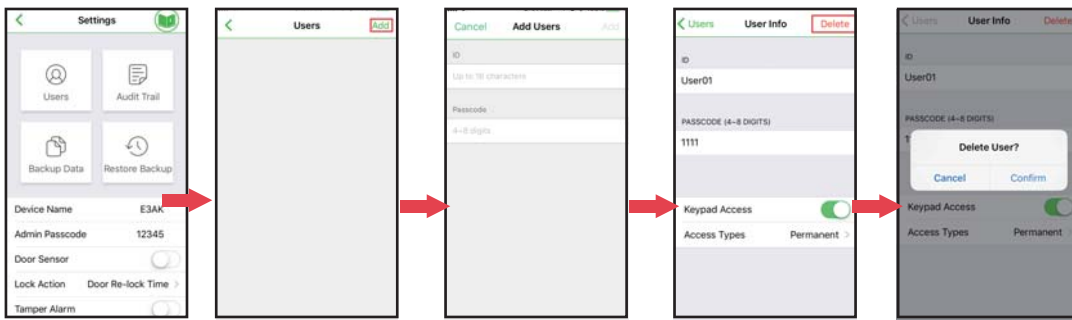 Settings
Users
Audit Trail
Backup Data
Restore Backup
Device Name E3AK
Admin Passcode 12345
Door Sensor
Lock Action Door Re-lock Time
Tamper Alarm
Users Add
Cancel Add Users Add
ID
Up to 18 characters
Passcode
4-8 digits
Users User Info Delete
ID
User01
PASSCODE (4-8 DIGITS)
1111
Keypad Access
Access Types Permanent
Users User Info Delete
ID
User01
PASSCODE (4-8 DIGITS)
Delete User?
Cancel Confirm
Keypad Access
Access Types Permanent